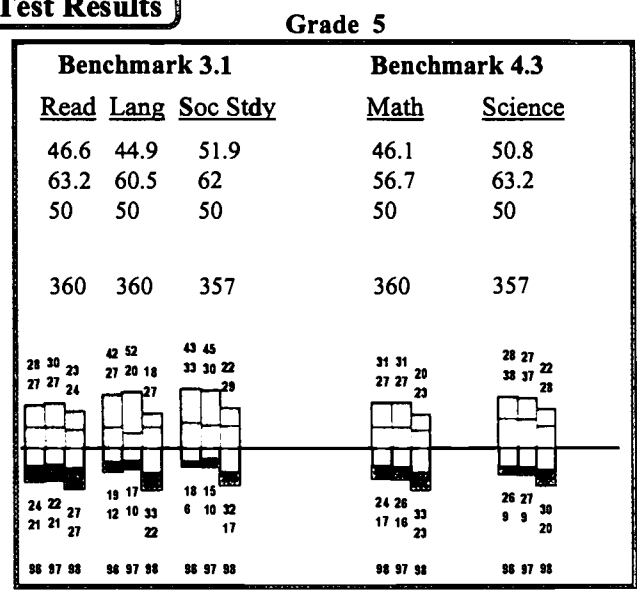 Test Results
Grade 5
Benchmark 3.1 Benchmark 4.3
Read Lang Soc Stdy Math Science
46.6 44.9 51.9 46.1 50.8
63.2 60.5 62 56.7 63.2
50 50 50 50 50
360 360 357 360 357
28 30 23 42 52 18 43 45 22 31 31 20 28 27 22
27 27 24 27 20 27 33 30 29 27 27 23 38 37 28
24 22 27 19 17 33 18 15 32 24 26 33 26 27 30
21 21 27 12 10 22 6 10 17 17 16 23 9 9 20
96 97 98 96 97 98 96 97 98 98 97 98 96 97 98